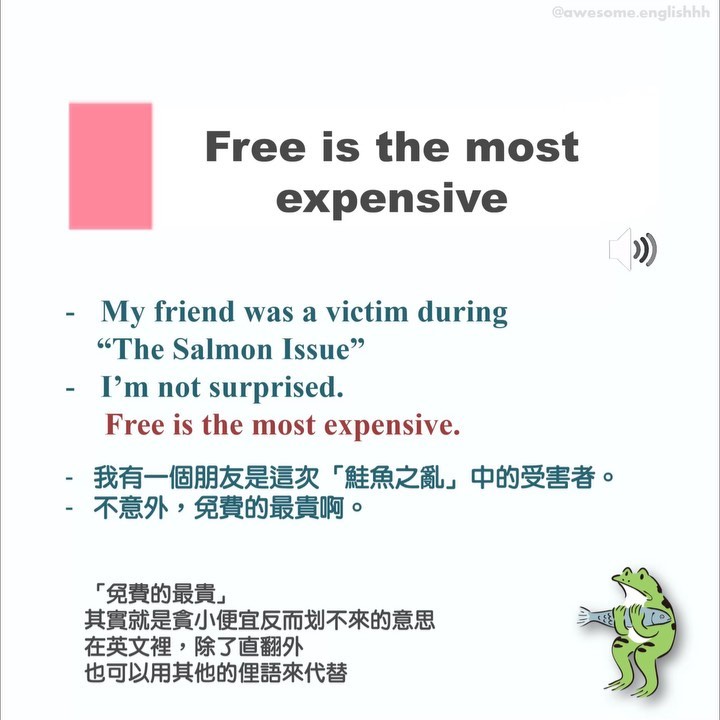 @awesome.englishhh
Free is the most
expensive
- My friend was a victim during
“The Salmon Issue”
- I’m not surprised.
Free is the most expensive.
- 我有一個朋友是這次「鮭魚之亂」中的受害者。
- 不意外，免費的最貴啊。
「免費的最貴」
其實就是貪小便宜反而划不來的意思
在英文裡，除了直翻外
也可以用其他的俚語來代替